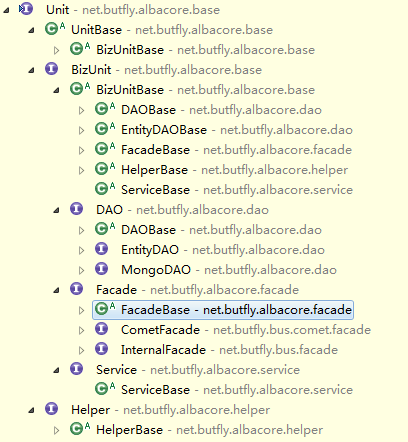 Unit - net.butfly.albacore.base
UnitBase - net.butfly.albacore.base
BizUnitBase - net.butfly.albacore.base
BizUnit - net.butfly.albacore.base
BizUnitBase - net.butfly.albacore.base
DAOBase - net.butfly.albacore.dao
EntityDAOBase - net.butfly.albacore.dao
FacadeBase - net.butfly.albacore.facade
HelperBase - net.butfly.albacore.helper
ServiceBase - net.butfly.albacore.service
DAO - net.butfly.albacore.dao
DAOBase - net.butfly.albacore.dao
EntityDAO - net.butfly.albacore.dao
MongoDAO - net.butfly.albacore.dao
Facade - net.butfly.albacore.facade
FacadeBase - net.butfly.albacore.facade
CometFacade - net.butfly.bus.comet.facade
InternalFacade - net.butfly.bus.facade
Service - net.butfly.albacore.service
ServiceBase - net.butfly.albacore.service
Helper - net.butfly.albacore.helper
HelperBase - net.butfly.albacore.helper